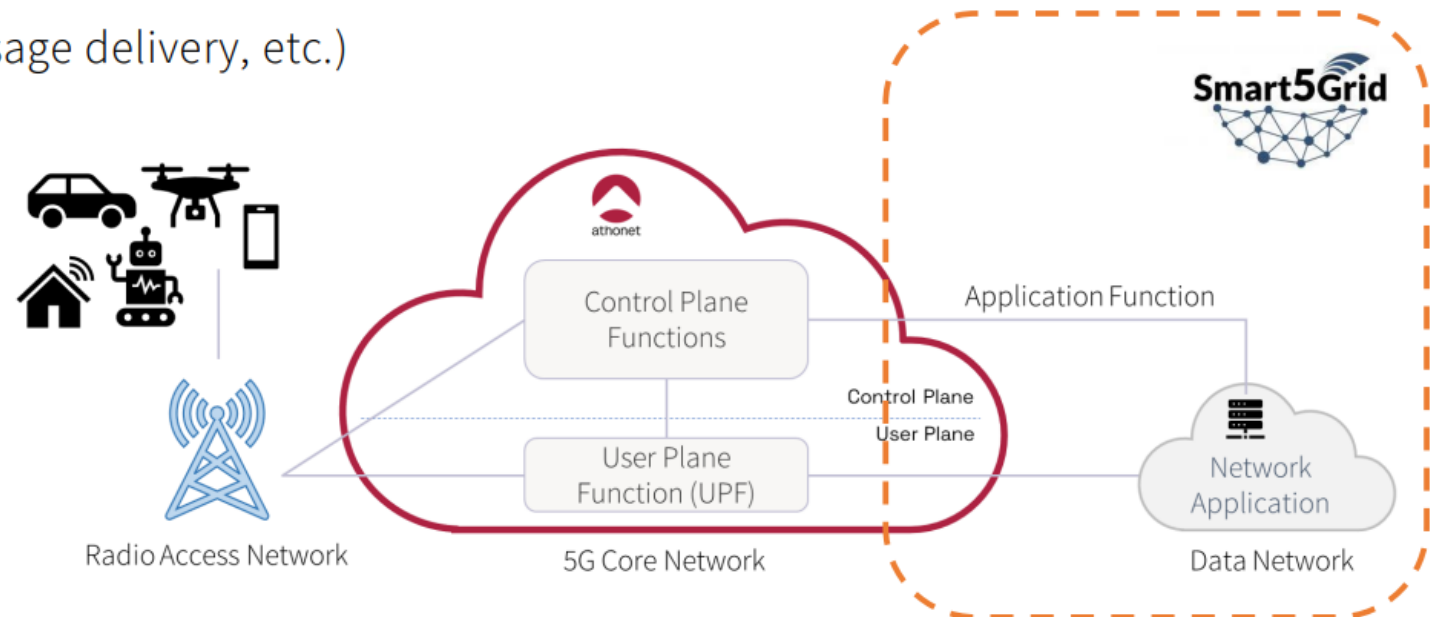 sage delivery, etc.)
Smart5Grid
athonet
Control Plane
Functions
Application Function
Control Plane
User Plane
User Plane
Function (UPF)
Network
Application
Radio Access Network
5G Core Network
Data Network